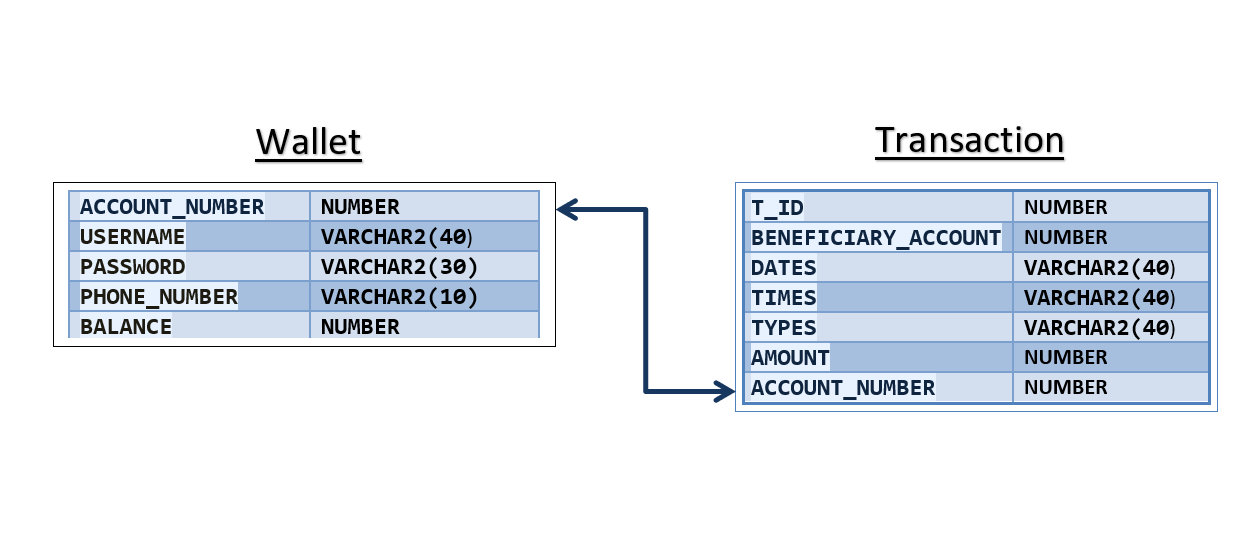 Wallet
ACCOUNT_NUMBER NUMBER
USERNAME VARCHAR2(40)
PASSWORD VARCHAR2(30)
PHONE_NUMBER VARCHAR2(10)
BALANCE NUMBER
Transaction
T_ID NUMBER
BENEFICIARY_ACCOUNT NUMBER
DATES VARCHAR2(40)
TIMES VARCHAR2(40)
TYPES VARCHAR2(40)
AMOUNT NUMBER
ACCOUNT_NUMBER NUMBER